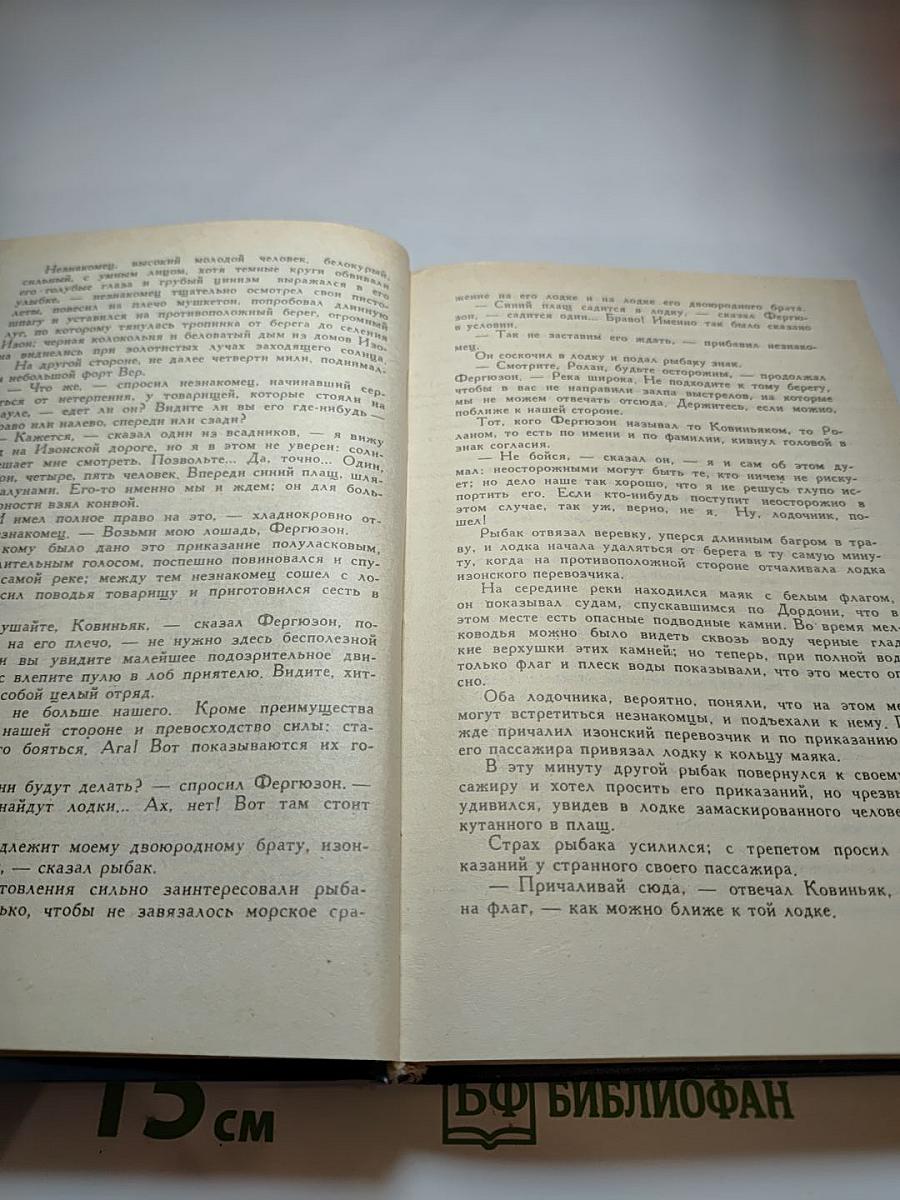 Незнакомец, высокий молодой человек, белокурый,
сильный, с умным лицом, хотя темные круги обвивали
его голубые глаза и грубый цинизм выражался в его
улыбке, — незнакомец тщательно осмотрел свои писто-
леты, повесил на плечо мушкетон, попробовал длинную
шпагу и уставился на противоположный берег, огромный
луг, по которому тянулась тропинка от берега до селения
Изон; черная колокольня и беловатый дым из домов Изо-
на виднелись при золотистых лучах заходящего солнца.
На другой стороне, не далее четверти мили, поднимал-
небольшой форт Вер.
— Что же, — спросил незнакомец, начинавший сер-
ться от нетерпения, у товарищей, которые стояли на
ауле, — едет ли он? Видите ли вы его где-нибудь —
раво или налево, спереди или сзади?
— Кажется, — сказал один из всадников, — я вижу
д на Изонской дороге, но я в этом не уверен: солн-
ешает мне смотреть. Позвольте... Да, точно... Один,
ри, четыре, пять человек. Впереди синий плащ, шля-
алунами. Его-то именно мы и ждем; он для боль-
рности взял конвой.
И имел полное право на это, — хладнокровно от-
езнакомец. — Возьми мою лошадь, Фергюзон.
кому было дано это приказание полуласковым,
лительным голосом, поспешно повиновался и спу-
самой реке; между тем незнакомец сошел с ло-
сил поводья товарищу и приготовился сесть в
ушайте, Ковиньяк, — сказал Фергюзон, по-
на его плечо, — не нужно здесь бесполезной
и вы увидите малейшее подозрительное дви-
с влепите пулю в лоб приятелю. Видите, хит-
собой целый отряд.
не больше нашего. Кроме преимущества
нашей стороне и превосходство силы: ста-
го бояться. Ага! Вот показываются их го-
ни будут делать? — спросил Фергюзон. —
найдут лодки... Ах, нет! Вот там стоит
длежит моему двоюродному брату, изон-
, — сказал рыбак.
товления сильно заинтересовали рыба-
ько, чтобы не завязалось морское сра-
жение на его лодке и на лодке его двоюродного брата.
— Синий плащ садится в лодку, — сказал Фергю-
зон, — садится один... Браво! Именно так было сказано
в условии.
— Так не заставим его ждать, — прибавил незнако-
мец.
Он соскочил в лодку и подал рыбаку знак.
— Смотрите, Ролан, будьте осторожны, — продолжал
Фергюзон, — Река широка. Не подходите к тому берегу,
чтобы в вас не направили залпа выстрелов, на которые
мы не можем отвечать отсюда. Держитесь, если можно,
поближе к нашей стороне.
Тот, кого Фергюзон называл то Ковиньяком, то Ро-
ланом, то есть по имени и по фамилии, кивнул головой в
знак согласия.
— Не бойся, — сказал он, — я и сам об этом ду-
мал: неосторожными могут быть те, кто ничем не риску-
ет; но дело наше так хорошо, что я не решусь глупо ис-
портить его. Если кто-нибудь поступит неосторожно в
этом случае, так уж, верно, не я. Ну, лодочник, по-
шел!
Рыбак отвязал веревку, уперся длинным багром в тра-
ву, и лодка начала удаляться от берега в ту самую мину-
ту, когда на противоположной стороне отчаливала лодка
изонского перевозчика.
На середине реки находился маяк с белым флагом,
он показывал судам, спускавшимся по Дордони, что в
этом месте есть опасные подводные камни. Во время мел-
ководья можно было видеть сквозь воду черные глад
кие верхушки этих камней; но теперь, при полной вод
только флаг и плеск воды показывали, что это место оп
сно.
Оба лодочника, вероятно, поняли, что на этом ме
могут встретиться незнакомцы, и подъехали к нему. П
жде причалил изонский перевозчик и по приказанию
его пассажира привязал лодку к кольцу маяка.
В эту минуту другой рыбак повернулся к своему
сажиру и хотел просить его приказаний, но чрезвы
удивился, увидев в лодке замаскированного челове
кутанного в плащ.
Страх рыбака усилился; с трепетом просил
казаний у странного своего пассажира.
— Причаливай сюда, — отвечал Ковиньяк,
на флаг, — как можно ближе к той лодке.
15 см
БФ БИБЛИОФАН